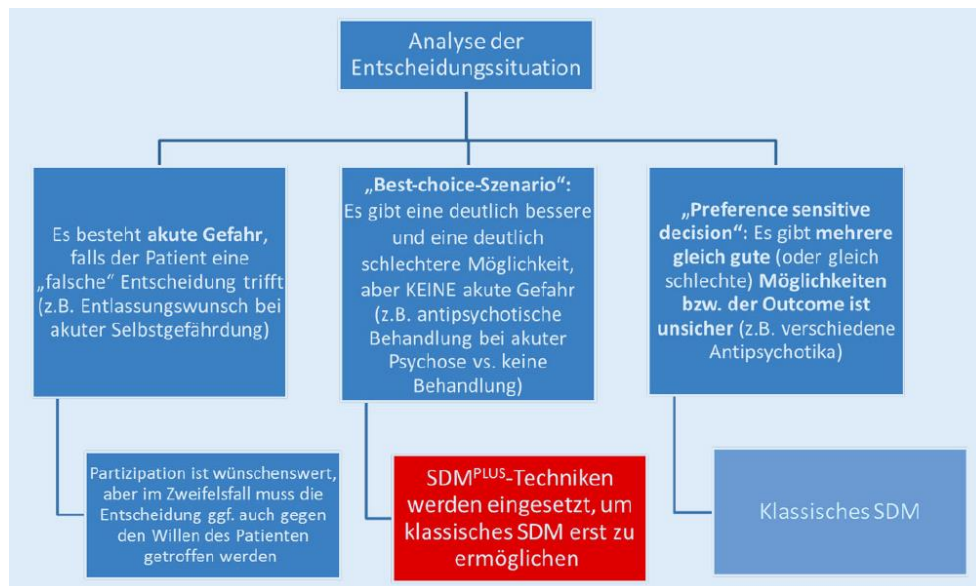 Analyse der
Entscheidungssituation
Es besteht akute Gefahr,
falls der Patient eine
„falsche“ Entscheidung trifft
(z.B. Entlassungswunsch bei
akuter Selbstgefährdung)
„Best-choice-Szenario“:
Es gibt eine deutlich bessere
und eine deutlich
schlechtere Möglichkeit,
aber KEINE akute Gefahr
(z.B. antipsychotische
Behandlung bei akuter
Psychose vs. keine
Behandlung)
„Preference sensitive
decision“: Es gibt mehrere
gleich gute (oder gleich
schlechte) Möglichkeiten
bzw. der Outcome ist
unsicher (z.B. verschiedene
Antipsychotika)
Partizipation ist wünschenswert,
aber im Zweifelsfall muss die
Entscheidung ggf. auch gegen
den Willen des Patienten
getroffen werden
SDMPLUS-Techniken
werden eingesetzt, um
klassisches SDM erst zu
ermöglichen
Klassisches SDM